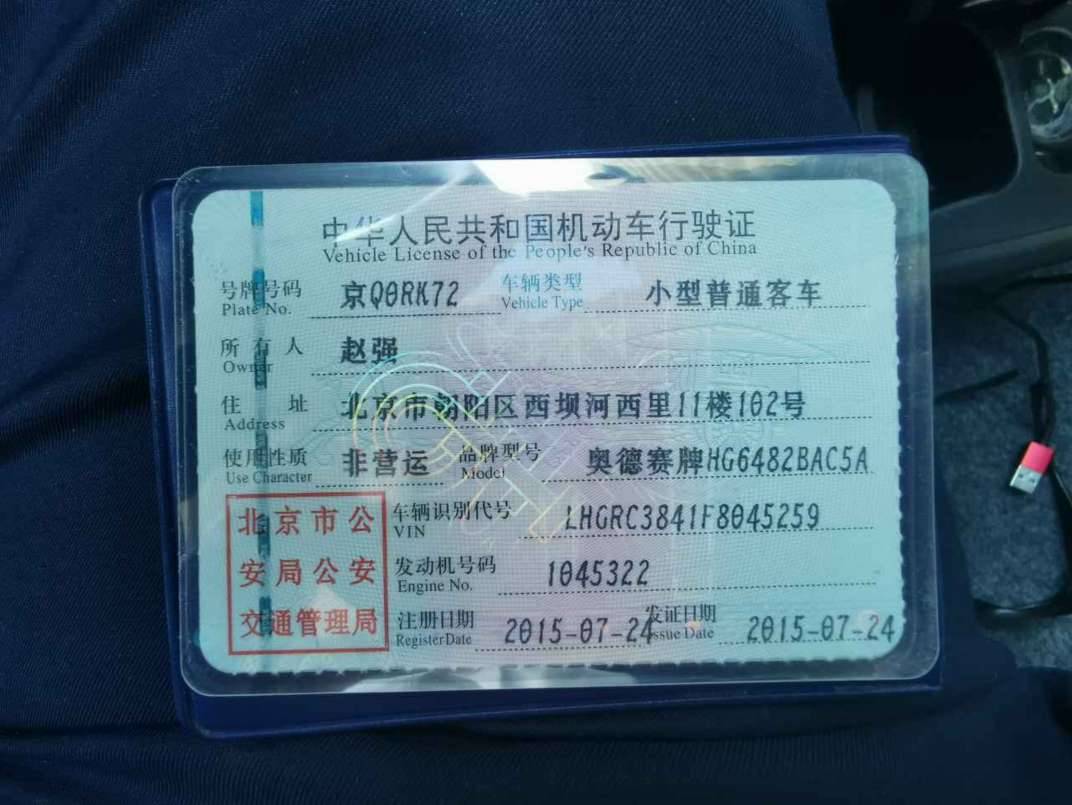 中华人民共和国机动车行驶证
Vehicle License of the People's Republic of China
号牌号码 京Q0RK72 车辆类型 小型普通客车
Plate No. Vehicle Type
所有人 赵强
Owner
住址 北京市朝阳区西坝河西里11楼102号
Address
使用性质 非营运 品牌型号 奥德赛牌HG6482BAC5A
Use Character Model
北京市公
安局公安
交通管理局
车辆识别代号 LHGRC3841F8045259
VIN
发动机号码 1045322
Engine No.
注册日期 2015-07-24 发证日期 2015-07-24
Register Date Issue Date